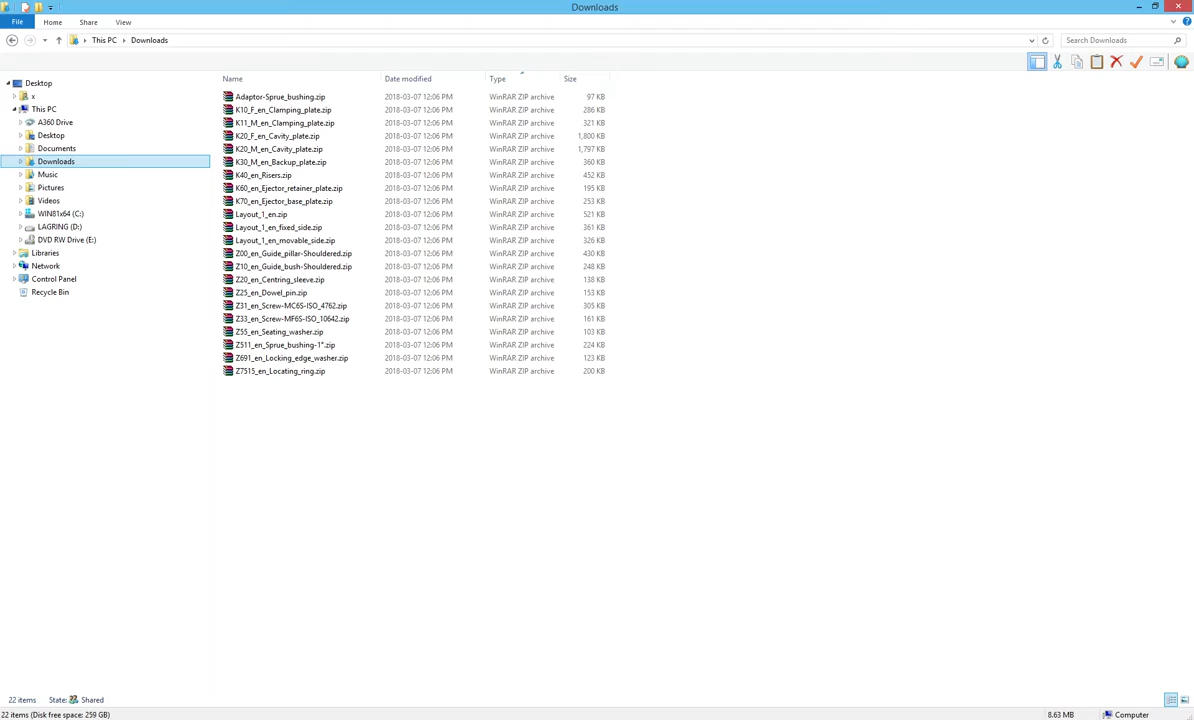 Downloads
File Home Share View
This PC Downloads Search Downloads
Name Date modified Type Size
Desktop
x
This PC
A360 Drive
Desktop
Documents
Downloads
Music
Pictures
Videos
WIN81x64 (C:)
LAGRING (D:)
DVD RW Drive (E:)
Libraries
Network
Control Panel
Recycle Bin
Adaptor-Sprue_bushing.zip 2018-03-07 12:06 PM WinRAR ZIP archive 97 KB
K10_F_en_Clamping_plate.zip 2018-03-07 12:06 PM WinRAR ZIP archive 286 KB
K11_M_en_Clamping_plate.zip 2018-03-07 12:06 PM WinRAR ZIP archive 321 KB
K20_F_en_Cavity_plate.zip 2018-03-07 12:06 PM WinRAR ZIP archive 1,800 KB
K20_M_en_Cavity_plate.zip 2018-03-07 12:06 PM WinRAR ZIP archive 1,797 KB
K30_M_en_Backup_plate.zip 2018-03-07 12:06 PM WinRAR ZIP archive 360 KB
K40_en_Risers.zip 2018-03-07 12:06 PM WinRAR ZIP archive 452 KB
K60_en_Ejector_retainer_plate.zip 2018-03-07 12:06 PM WinRAR ZIP archive 195 KB
K70_en_Ejector_base_plate.zip 2018-03-07 12:06 PM WinRAR ZIP archive 253 KB
Layout_1_en.zip 2018-03-07 12:06 PM WinRAR ZIP archive 521 KB
Layout_1_en_fixed_side.zip 2018-03-07 12:06 PM WinRAR ZIP archive 361 KB
Layout_1_en_movable_side.zip 2018-03-07 12:06 PM WinRAR ZIP archive 326 KB
Z00_en_Guide_pillar-Shouldered.zip 2018-03-07 12:06 PM WinRAR ZIP archive 430 KB
Z10_en_Guide_bush-Shouldered.zip 2018-03-07 12:06 PM WinRAR ZIP archive 248 KB
Z20_en_Centring_sleeve.zip 2018-03-07 12:06 PM WinRAR ZIP archive 138 KB
Z25_en_Dowel_pin.zip 2018-03-07 12:06 PM WinRAR ZIP archive 153 KB
Z31_en_Screw-MC6S-ISO_4762.zip 2018-03-07 12:06 PM WinRAR ZIP archive 305 KB
Z33_en_Screw-MF6S-ISO_10642.zip 2018-03-07 12:06 PM WinRAR ZIP archive 161 KB
Z55_en_Seating_washer.zip 2018-03-07 12:06 PM WinRAR ZIP archive 103 KB
Z511_en_Sprue_bushing-1°.zip 2018-03-07 12:06 PM WinRAR ZIP archive 224 KB
Z691_en_Locking_edge_washer.zip 2018-03-07 12:06 PM WinRAR ZIP archive 123 KB
Z7515_en_Locating_ring.zip 2018-03-07 12:06 PM WinRAR ZIP archive 200 KB
22 items State: Shared
22 items (Disk free space: 259 GB) 8.63 MB Computer